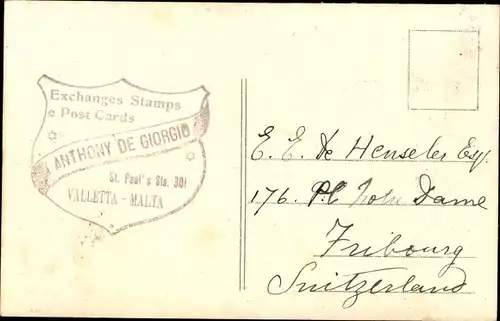 Exchanges Stamps
e Post Cards
ANTHONY DE GIORGIO
St. Paul's Sta. 301
VALLETTA - MALTA
E. E. De Henseler Esq.
176. Pl. Notre Dame
Fribourg
Switzerland